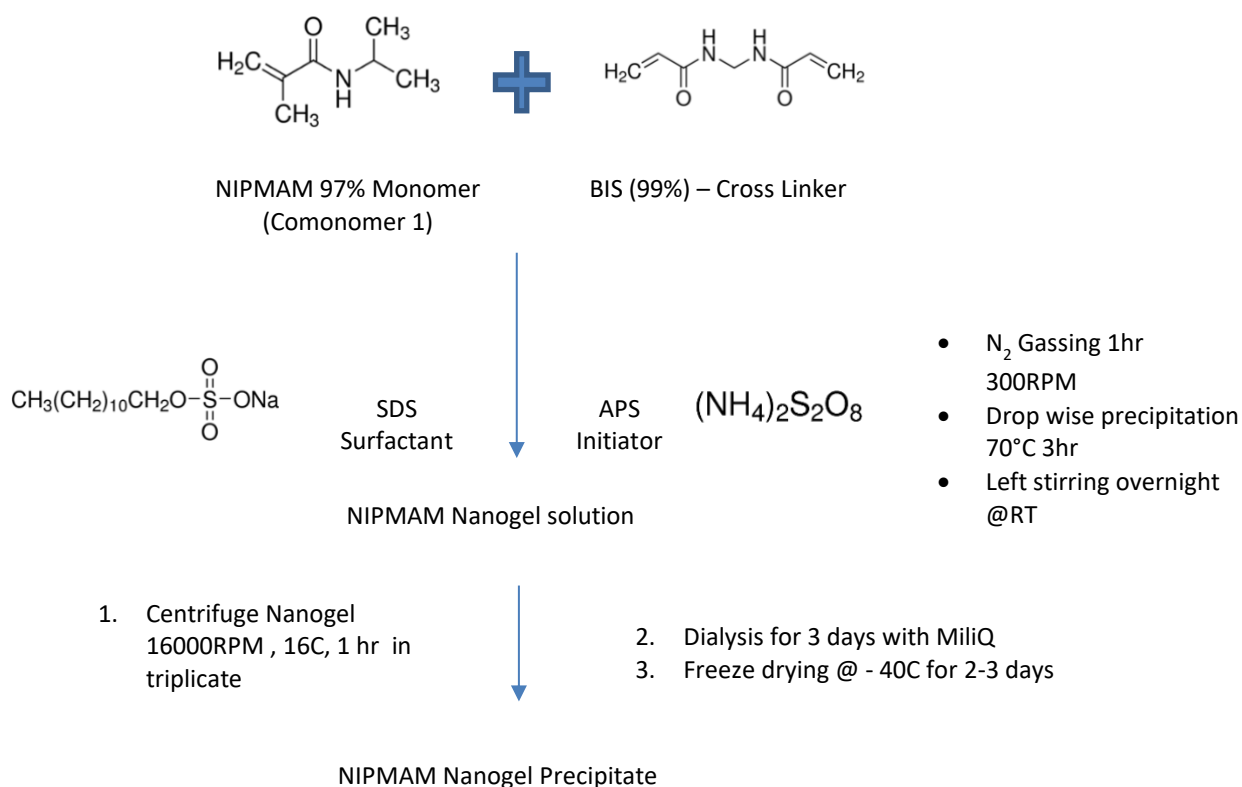 O
H₂C
N
H
CH₃
CH₃
CH₃
H₂C
O
H
N
H
N
O
CH₂
NIPMAM 97% Monomer
(Comonomer 1)
BIS (99%) – Cross Linker
CH₃(CH₂)₁₀CH₂O–S–ONa
O
O
SDS
Surfactant
APS
Initiator
(NH₄)₂S₂O₈
• N₂ Gassing 1hr
300RPM
• Drop wise precipitation
70°C 3hr
• Left stirring overnight
@RT
NIPMAM Nanogel solution
1. Centrifuge Nanogel
16000RPM , 16C, 1 hr in
triplicate
2. Dialysis for 3 days with MiliQ
3. Freeze drying @ - 40C for 2-3 days
NIPMAM Nanogel Precipitate